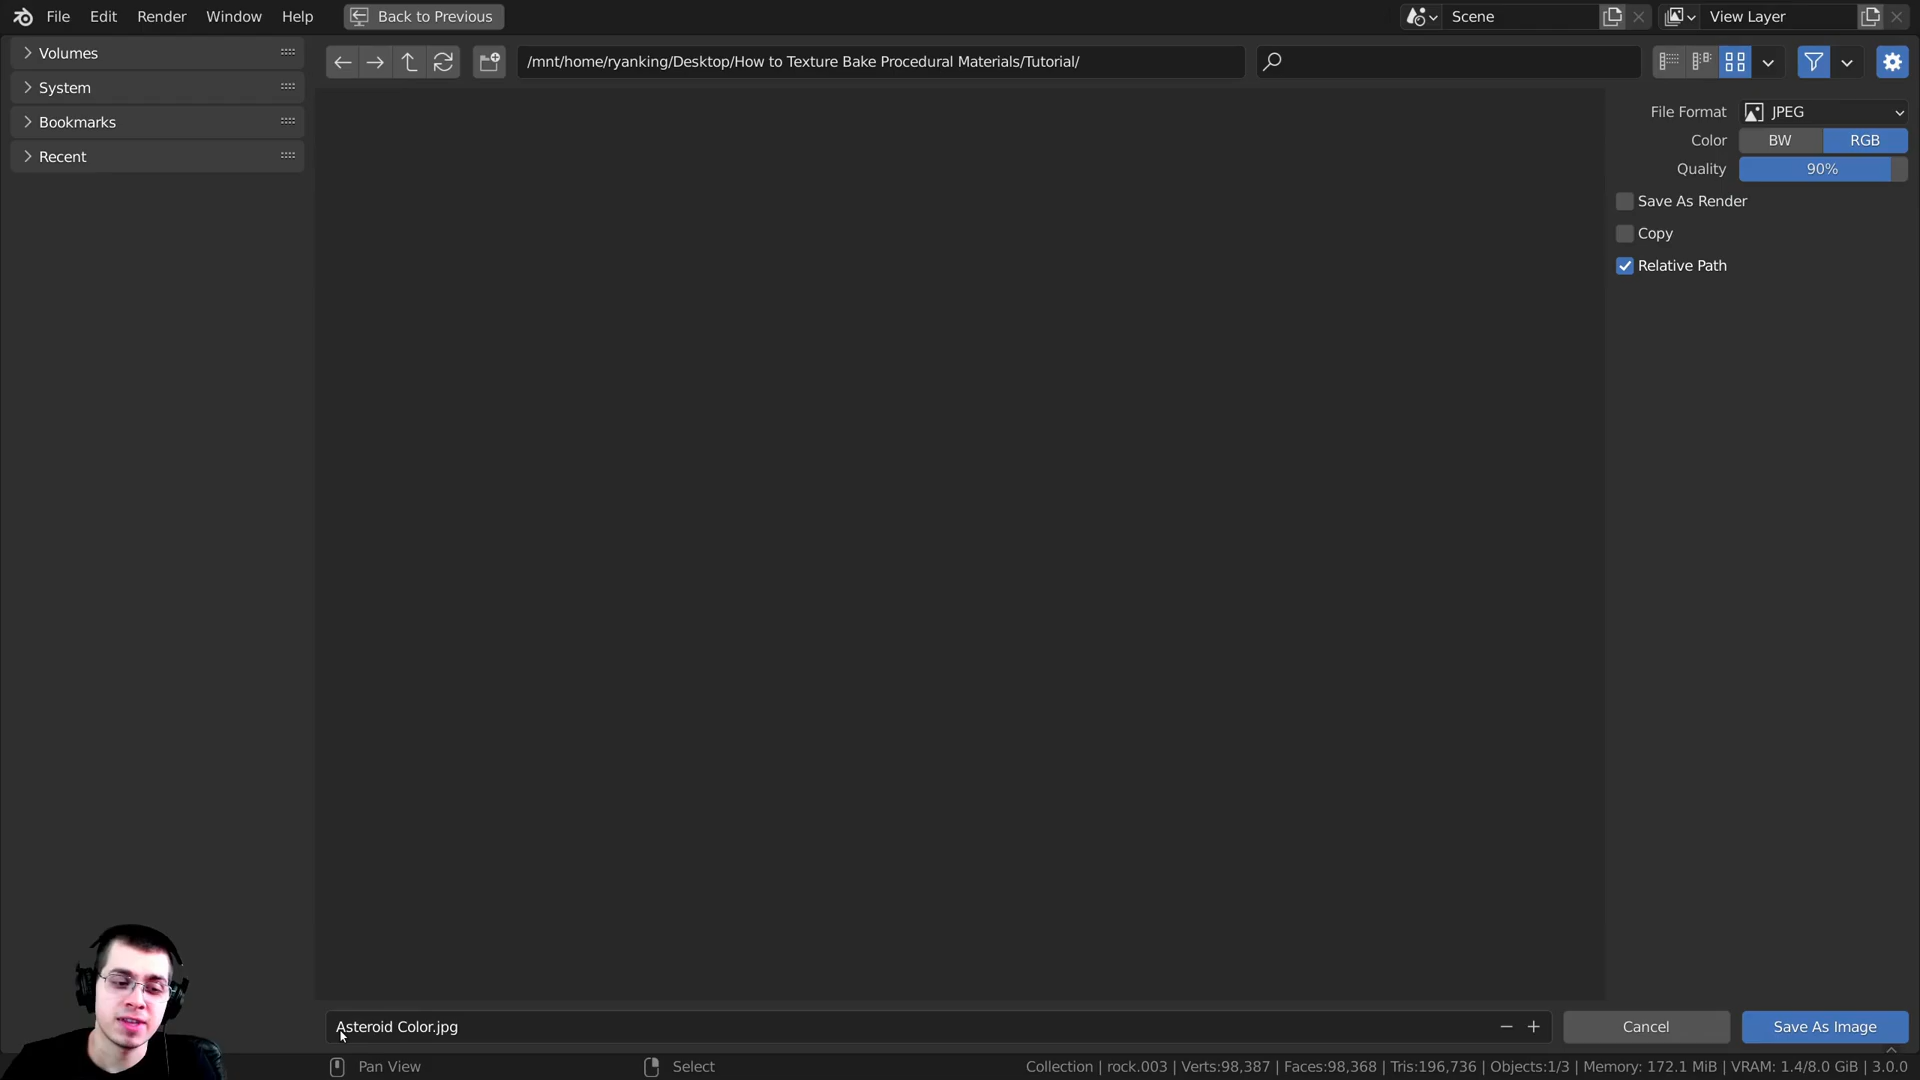 File Edit Render Window Help Back to Previous Scene View Layer
Volumes
System
Bookmarks
Recent
/mnt/home/ryanking/Desktop/How to Texture Bake Procedural Materials/Tutorial/
File Format JPEG
Color BW RGB
Quality 90%
Save As Render
Copy
Relative Path
Asteroid Color.jpg
Cancel
Save As Image
Pan View
Select
Collection | rock.003 | Verts:98,387 | Faces:98,368 | Tris:196,736 | Objects:1/3 | Memory: 172.1 MiB | VRAM: 1.4/8.0 GiB | 3.0.0